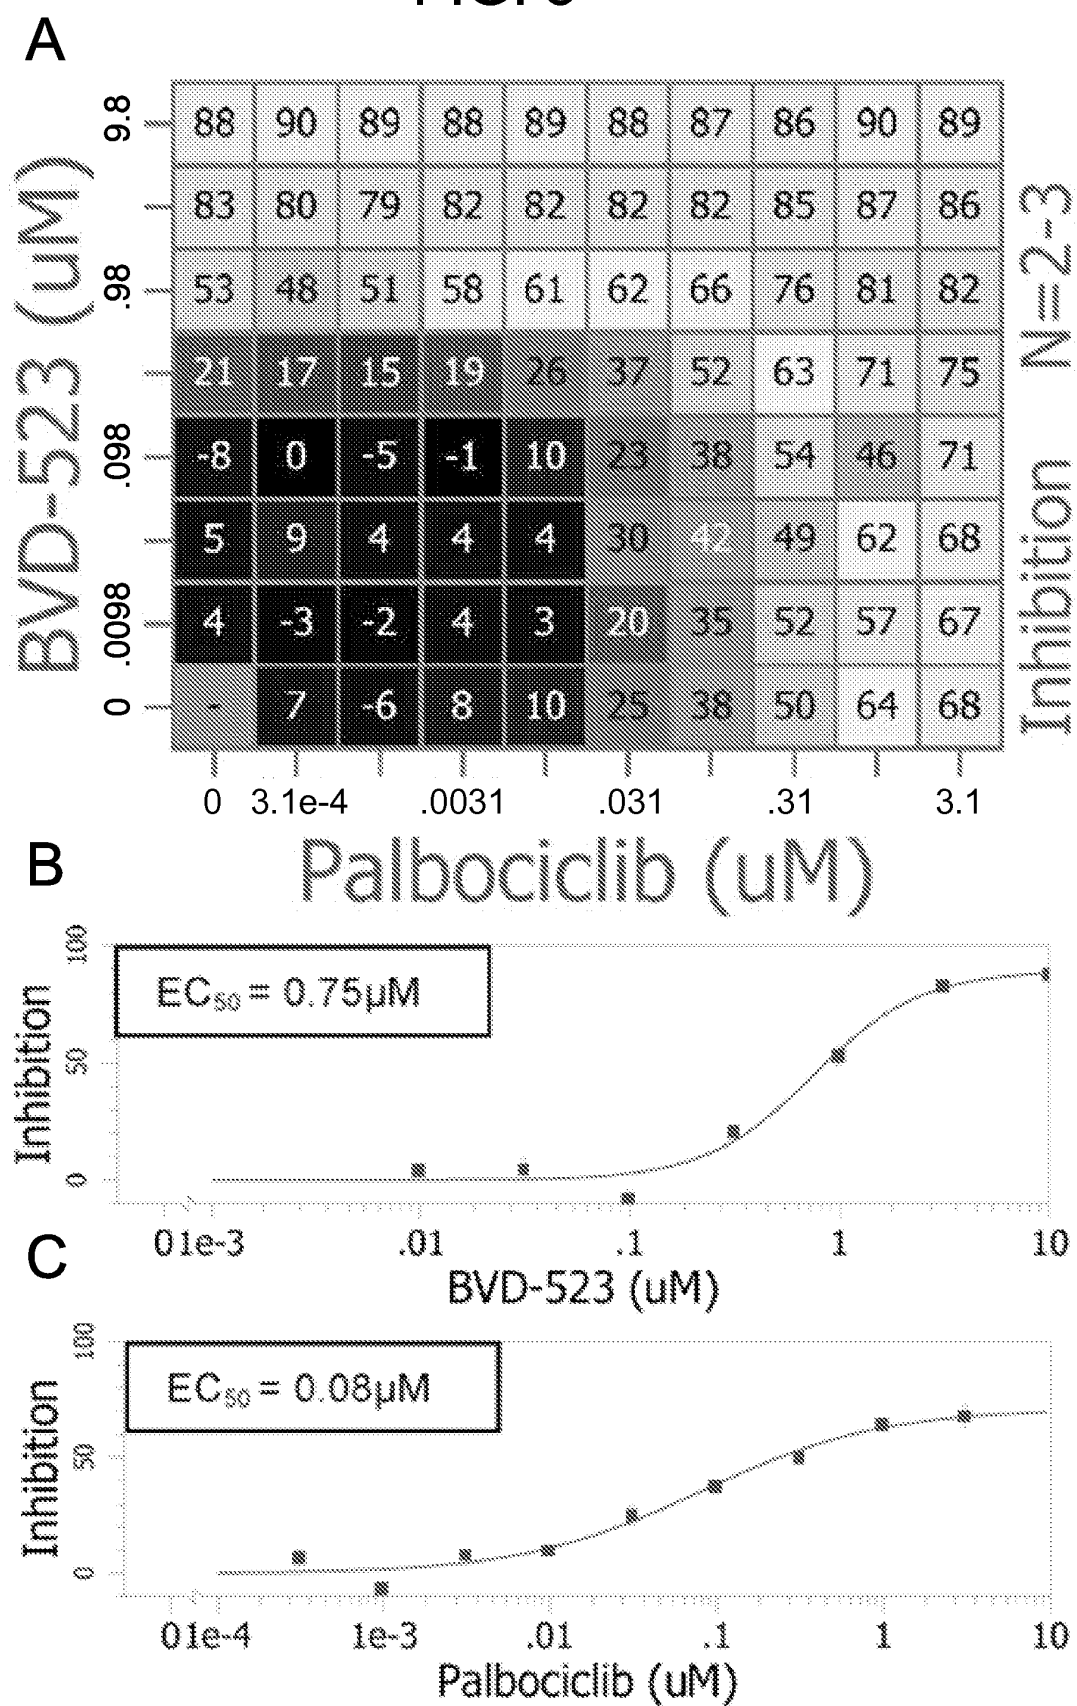 A
9.8 88 90 89 88 89 88 87 86 90 89
83 80 79 82 82 82 82 85 87 86
.98 53 48 51 58 61 62 66 76 81 82
21 17 15 19 26 37 52 63 71 75
.098 -8 0 -5 -1 10 23 38 54 46 71
5 9 4 4 4 30 42 49 62 68
.0098 4 -3 -2 4 3 20 35 52 57 67
0 - 7 -6 8 10 25 38 50 64 68
BVD-523 (uM)
Inhibition N=2-3
0 3.1e-4 .0031 .031 .31 3.1
Palbociclib (uM)
B
EC50 = 0.75µM
Inhibition
100
50
0
0 1e-3 .01 .1 1 10
BVD-523 (uM)
C
EC50 = 0.08µM
Inhibition
100
50
0
0 1e-4 1e-3 .01 .1 1 10
Palbociclib (uM)